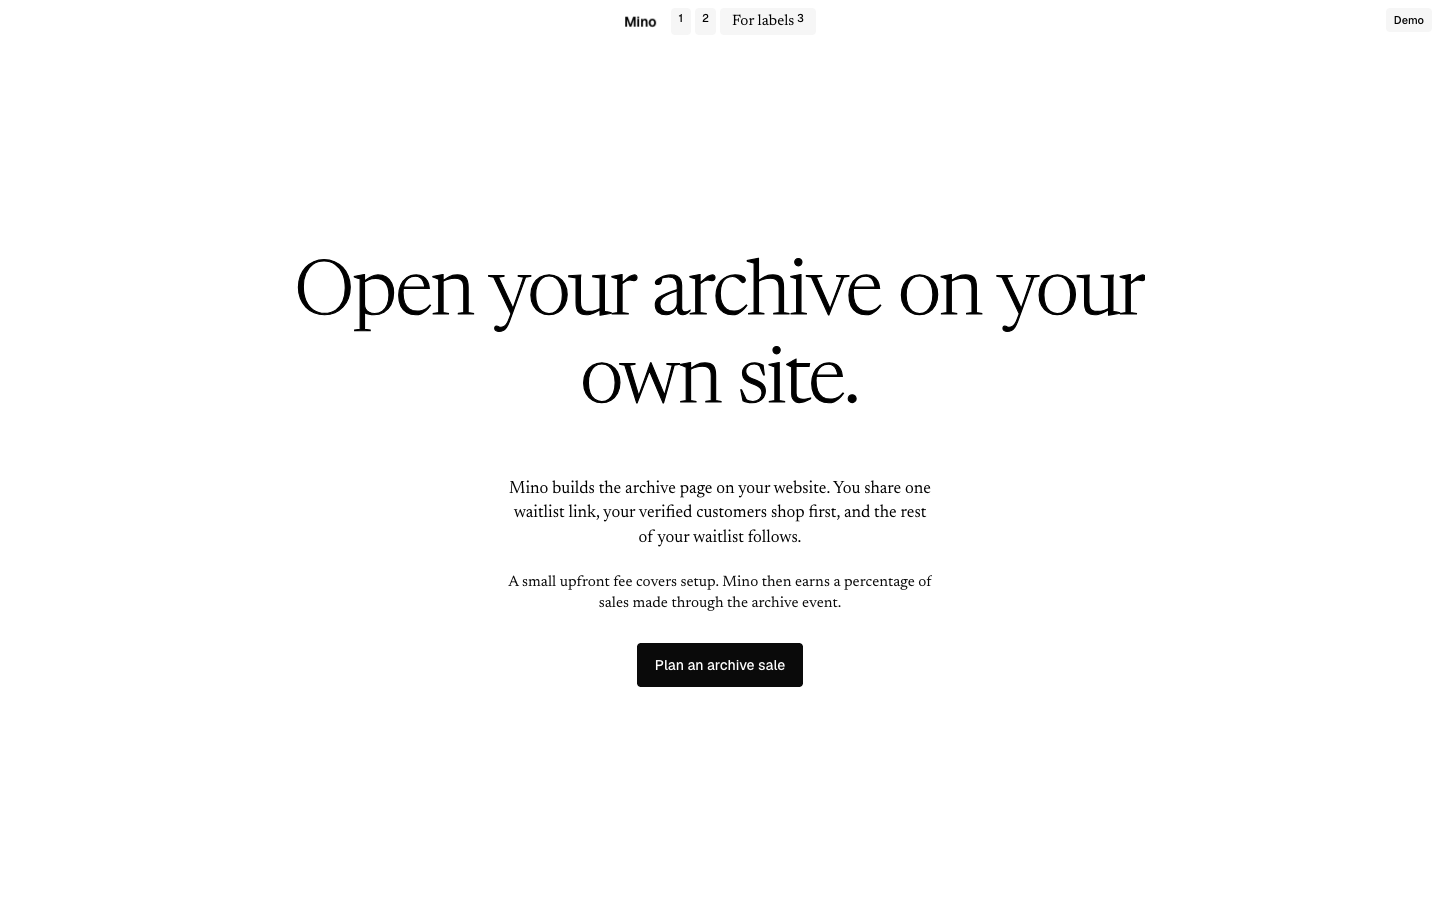 Mino 1 2 For labels 3 Demo
Open your archive on your
own site.
Mino builds the archive page on your website. You share one
waitlist link, your verified customers shop first, and the rest
of your waitlist follows.
A small upfront fee covers setup. Mino then earns a percentage of
sales made through the archive event.
Plan an archive sale